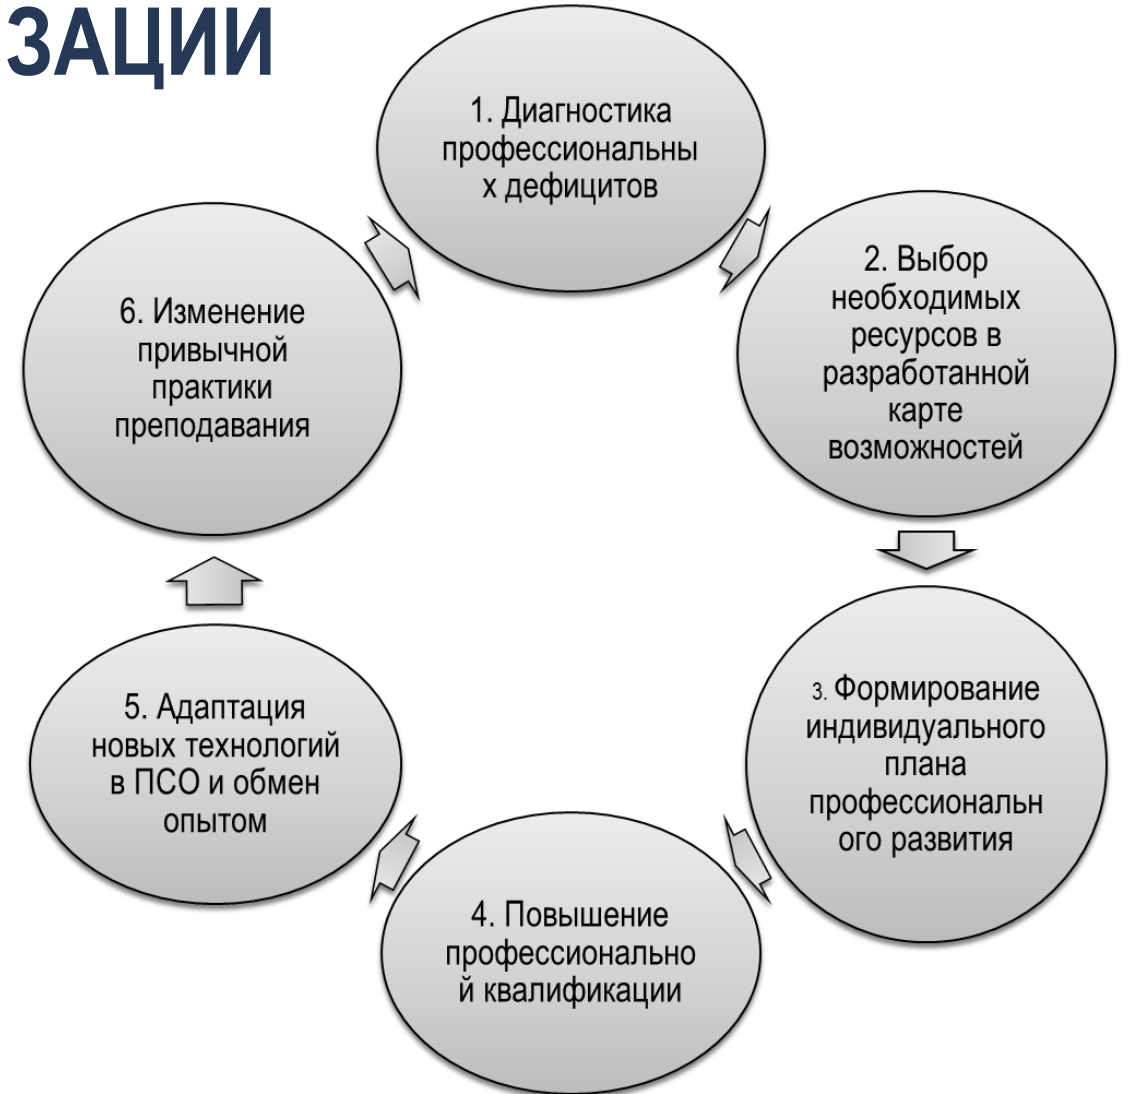 ЗАЦИИ
1. Диагностика
профессиональны
х дефицитов
2. Выбор
необходимых
ресурсов в
разработанной
карте
возможностей
3. Формирование
индивидуального
плана
профессиональн
ого развития
4. Повышение
профессионально
й квалификации
5. Адаптация
новых технологий
в ПСО и обмен
опытом
6. Изменение
привычной
практики
преподавания